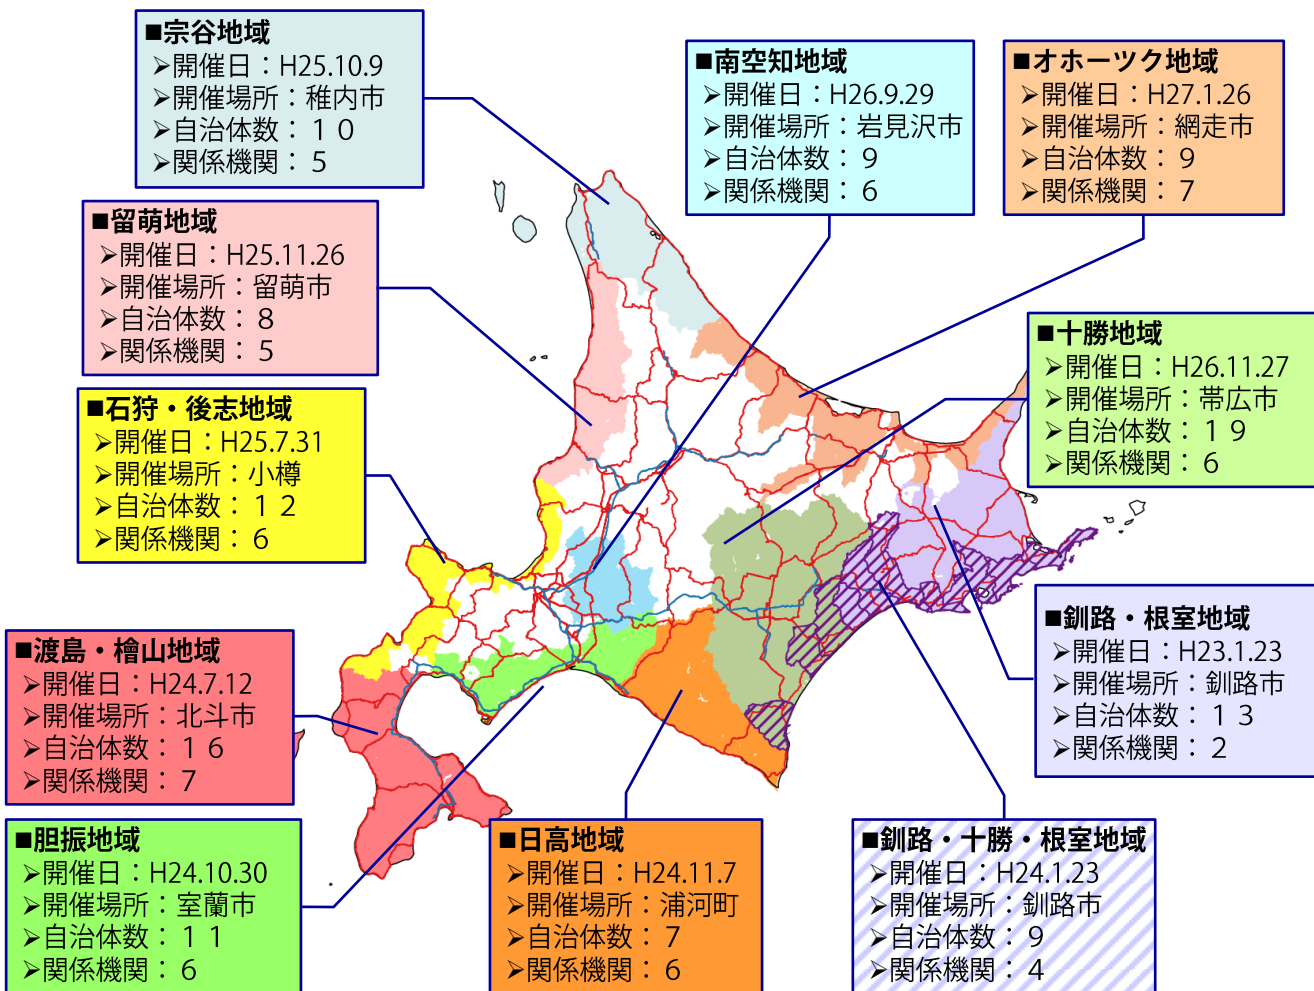 ■宗谷地域
➢開催日：H25.10.9
➢開催場所：稚内市
➢自治体数：１０
➢関係機関：５
■南空知地域
➢開催日：H26.9.29
➢開催場所：岩見沢市
➢自治体数：９
➢関係機関：６
■オホーツク地域
➢開催日：H27.1.26
➢開催場所：網走市
➢自治体数：９
➢関係機関：７
■留萌地域
➢開催日：H25.11.26
➢開催場所：留萌市
➢自治体数：８
➢関係機関：５
■十勝地域
➢開催日：H26.11.27
➢開催場所：帯広市
➢自治体数：１９
➢関係機関：６
■石狩・後志地域
➢開催日：H25.7.31
➢開催場所：小樽
➢自治体数：１２
➢関係機関：６
■釧路・根室地域
➢開催日：H23.1.23
➢開催場所：釧路市
➢自治体数：１３
➢関係機関：２
■渡島・檜山地域
➢開催日：H24.7.12
➢開催場所：北斗市
➢自治体数：１６
➢関係機関：７
■胆振地域
➢開催日：H24.10.30
➢開催場所：室蘭市
➢自治体数：１１
➢関係機関：６
■日高地域
➢開催日：H24.11.7
➢開催場所：浦河町
➢自治体数：７
➢関係機関：６
■釧路・十勝・根室地域
➢開催日：H24.1.23
➢開催場所：釧路市
➢自治体数：９
➢関係機関：４